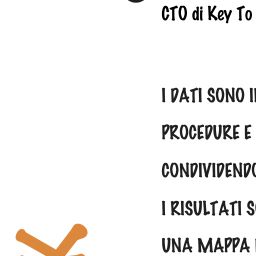 CTO di Key To
I DATI SONO
PROCEDURE E
CONDIVIDENDO
I RISULTATI
UNA MAPPA